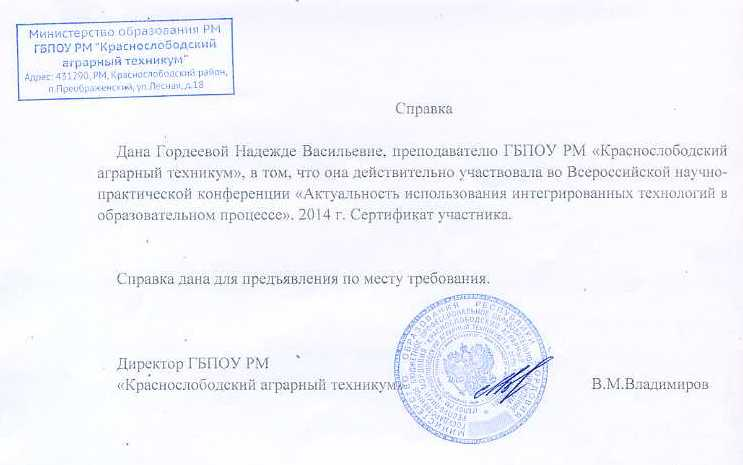 Министерство образования РМ
ГБПОУ РМ "Краснослободский
аграрный техникум"
Адрес: 431290, РМ, Краснослободский район,
п.Преображенский, ул.Лесная, д.18
Справка
Дана Гордеевой Надежде Васильевне, преподавателю ГБПОУ РМ «Краснослободский
аграрный техникум», в том, что она действительно участвовала во Всероссийской научно-
практической конференции «Актуальность использования интегрированных технологий в
образовательном процессе». 2014 г. Сертификат участника.
Справка дана для предъявления по месту требования.
Директор ГБПОУ РМ
«Краснослободский аграрный техникум» В.М.Владимиров